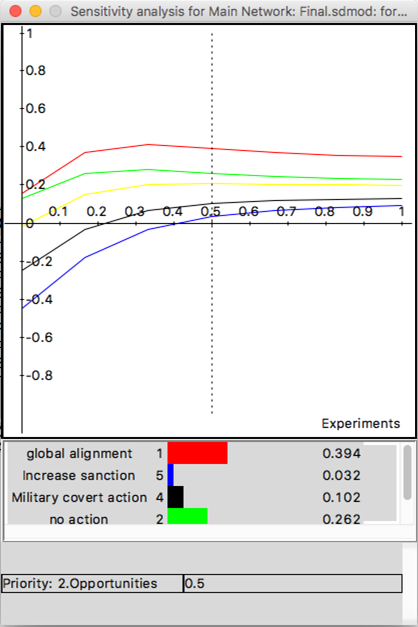 Sensitivity analysis for Main Network: Final.sdmod: for...
1
0.8
0.6
0.4
0.2
0 0.1 0.2 0.3 0.4 0.5 0.6 0.7 0.8 0.9 1
-0.2
-0.4
-0.6
-0.8
Experiments
global alignment 1 0.394
Increase sanction 5 0.032
Military covert action 4 0.102
no action 2 0.262
Priority: 2.Opportunities 0.5